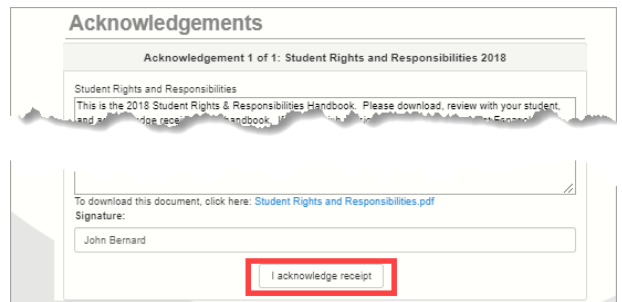 Acknowledgements
Acknowledgement 1 of 1: Student Rights and Responsibilities 2018
Student Rights and Responsibilities
This is the 2018 Student Rights & Responsibilities Handbook. Please download, review with your student,
To download this document, click here: Student Rights and Responsibilities.pdf
Signature:
John Bernard
I acknowledge receipt